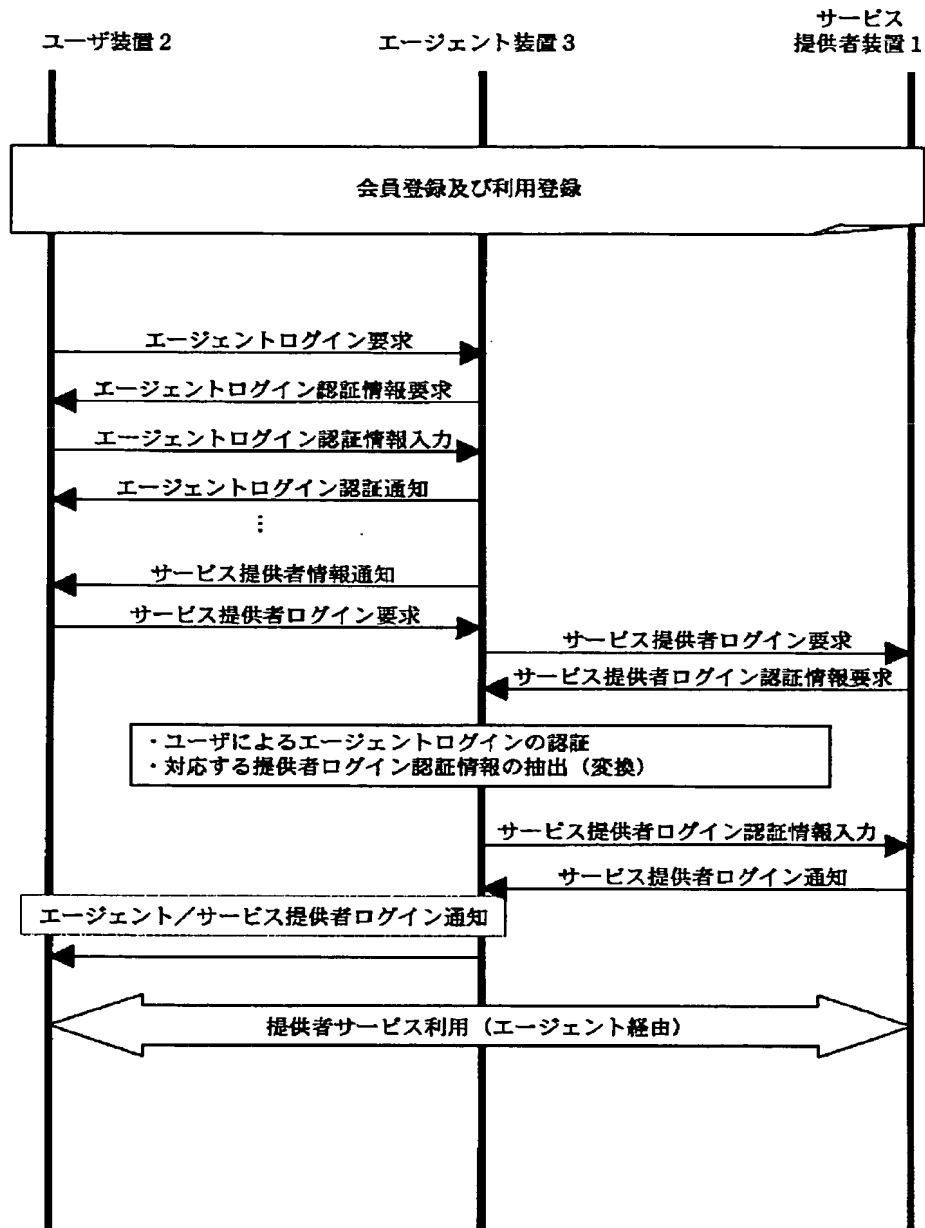 ユーザ装置2
エージェント装置3
サービス
提供者装置1
会員登録及び利用登録
エージェントログイン要求
エージェントログイン認証情報要求
エージェントログイン認証情報入力
エージェントログイン認証通知
⋮
サービス提供者情報通知
サービス提供者ログイン要求
サービス提供者ログイン要求
サービス提供者ログイン認証情報要求
・ユーザによるエージェントログインの認証
・対応する提供者ログイン認証情報の抽出（変換）
サービス提供者ログイン認証情報入力
サービス提供者ログイン通知
エージェント／サービス提供者ログイン通知
提供者サービス利用（エージェント経由）